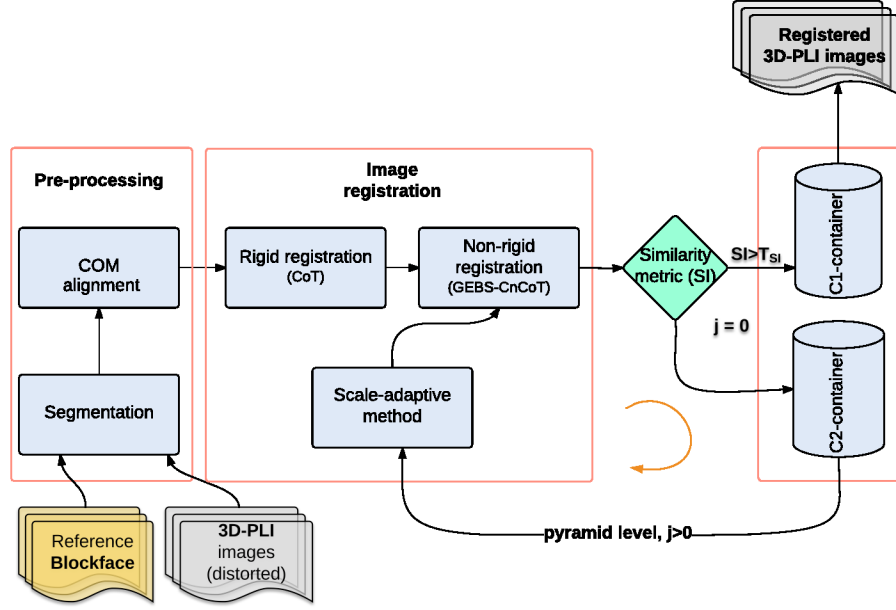 Registered
3D-PLI images
Pre-processing
Image
registration
COM
alignment
Rigid registration
(CoT)
Non-rigid
registration
(GEBS-CnCoT)
Similarity
metric (SI)
SI>T_SI
C1-container
j = 0
Segmentation
Scale-adaptive
method
C2-container
Reference
Blockface
3D-PLI
images
(distorted)
pyramid level, j>0